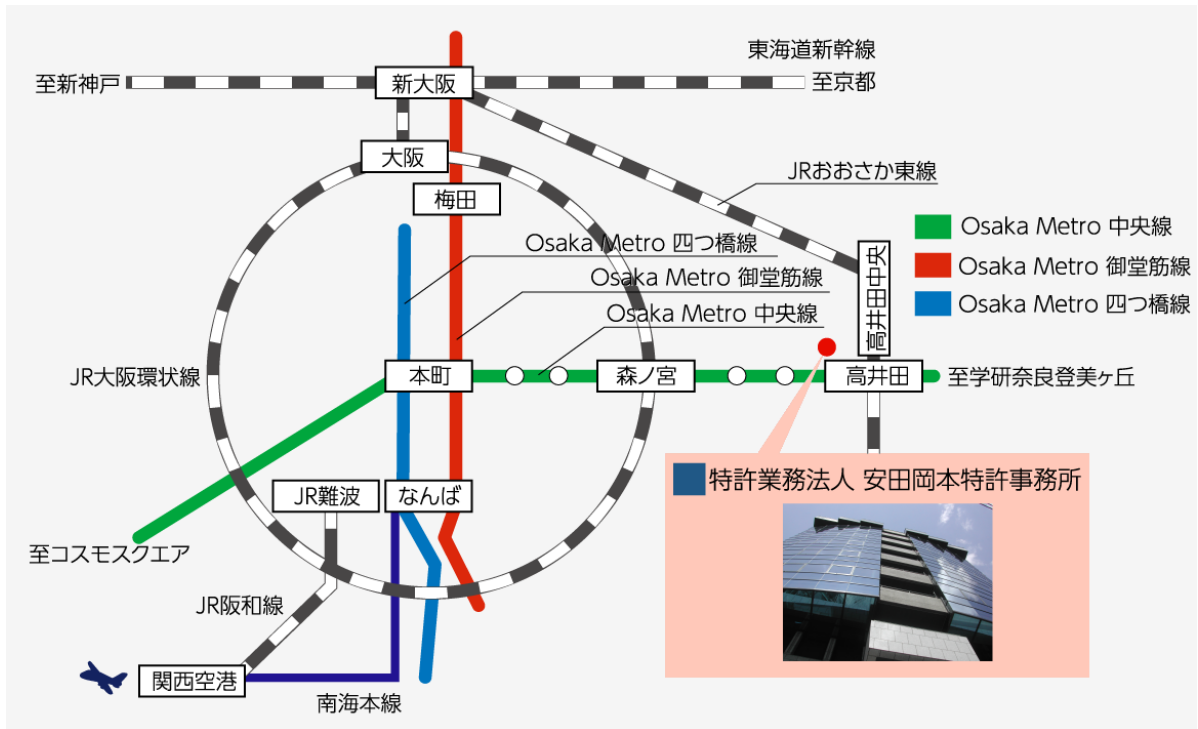 東海道新幹線
至新神戸
新大阪
至京都
大阪
JRおおさか東線
梅田
Osaka Metro 中央線
Osaka Metro 四つ橋線
Osaka Metro 御堂筋線
Osaka Metro 御堂筋線
Osaka Metro 四つ橋線
Osaka Metro 中央線
高井田中央
JR大阪環状線
本町
森ノ宮
高井田
至学研奈良登美ヶ丘
特許業務法人 安田岡本特許事務所
JR難波
なんば
至コスモスクエア
JR阪和線
関西空港
南海本線